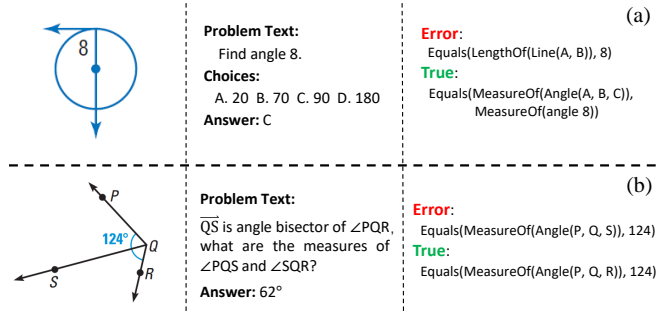 (a)
8
Problem Text:
Find angle 8.
Choices:
A. 20 B. 70 C. 90 D. 180
Answer: C
Error:
Equals(LengthOf(Line(A, B)), 8)
True:
Equals(MeasureOf(Angle(A, B, C)),
MeasureOf(angle 8))
(b)
P
124°
Q
S
R
Problem Text:
QS is angle bisector of ∠PQR,
what are the measures of
∠PQS and ∠SQR?
Answer: 62°
Error:
Equals(MeasureOf(Angle(P, Q, S)), 124)
True:
Equals(MeasureOf(Angle(P, Q, R)), 124)